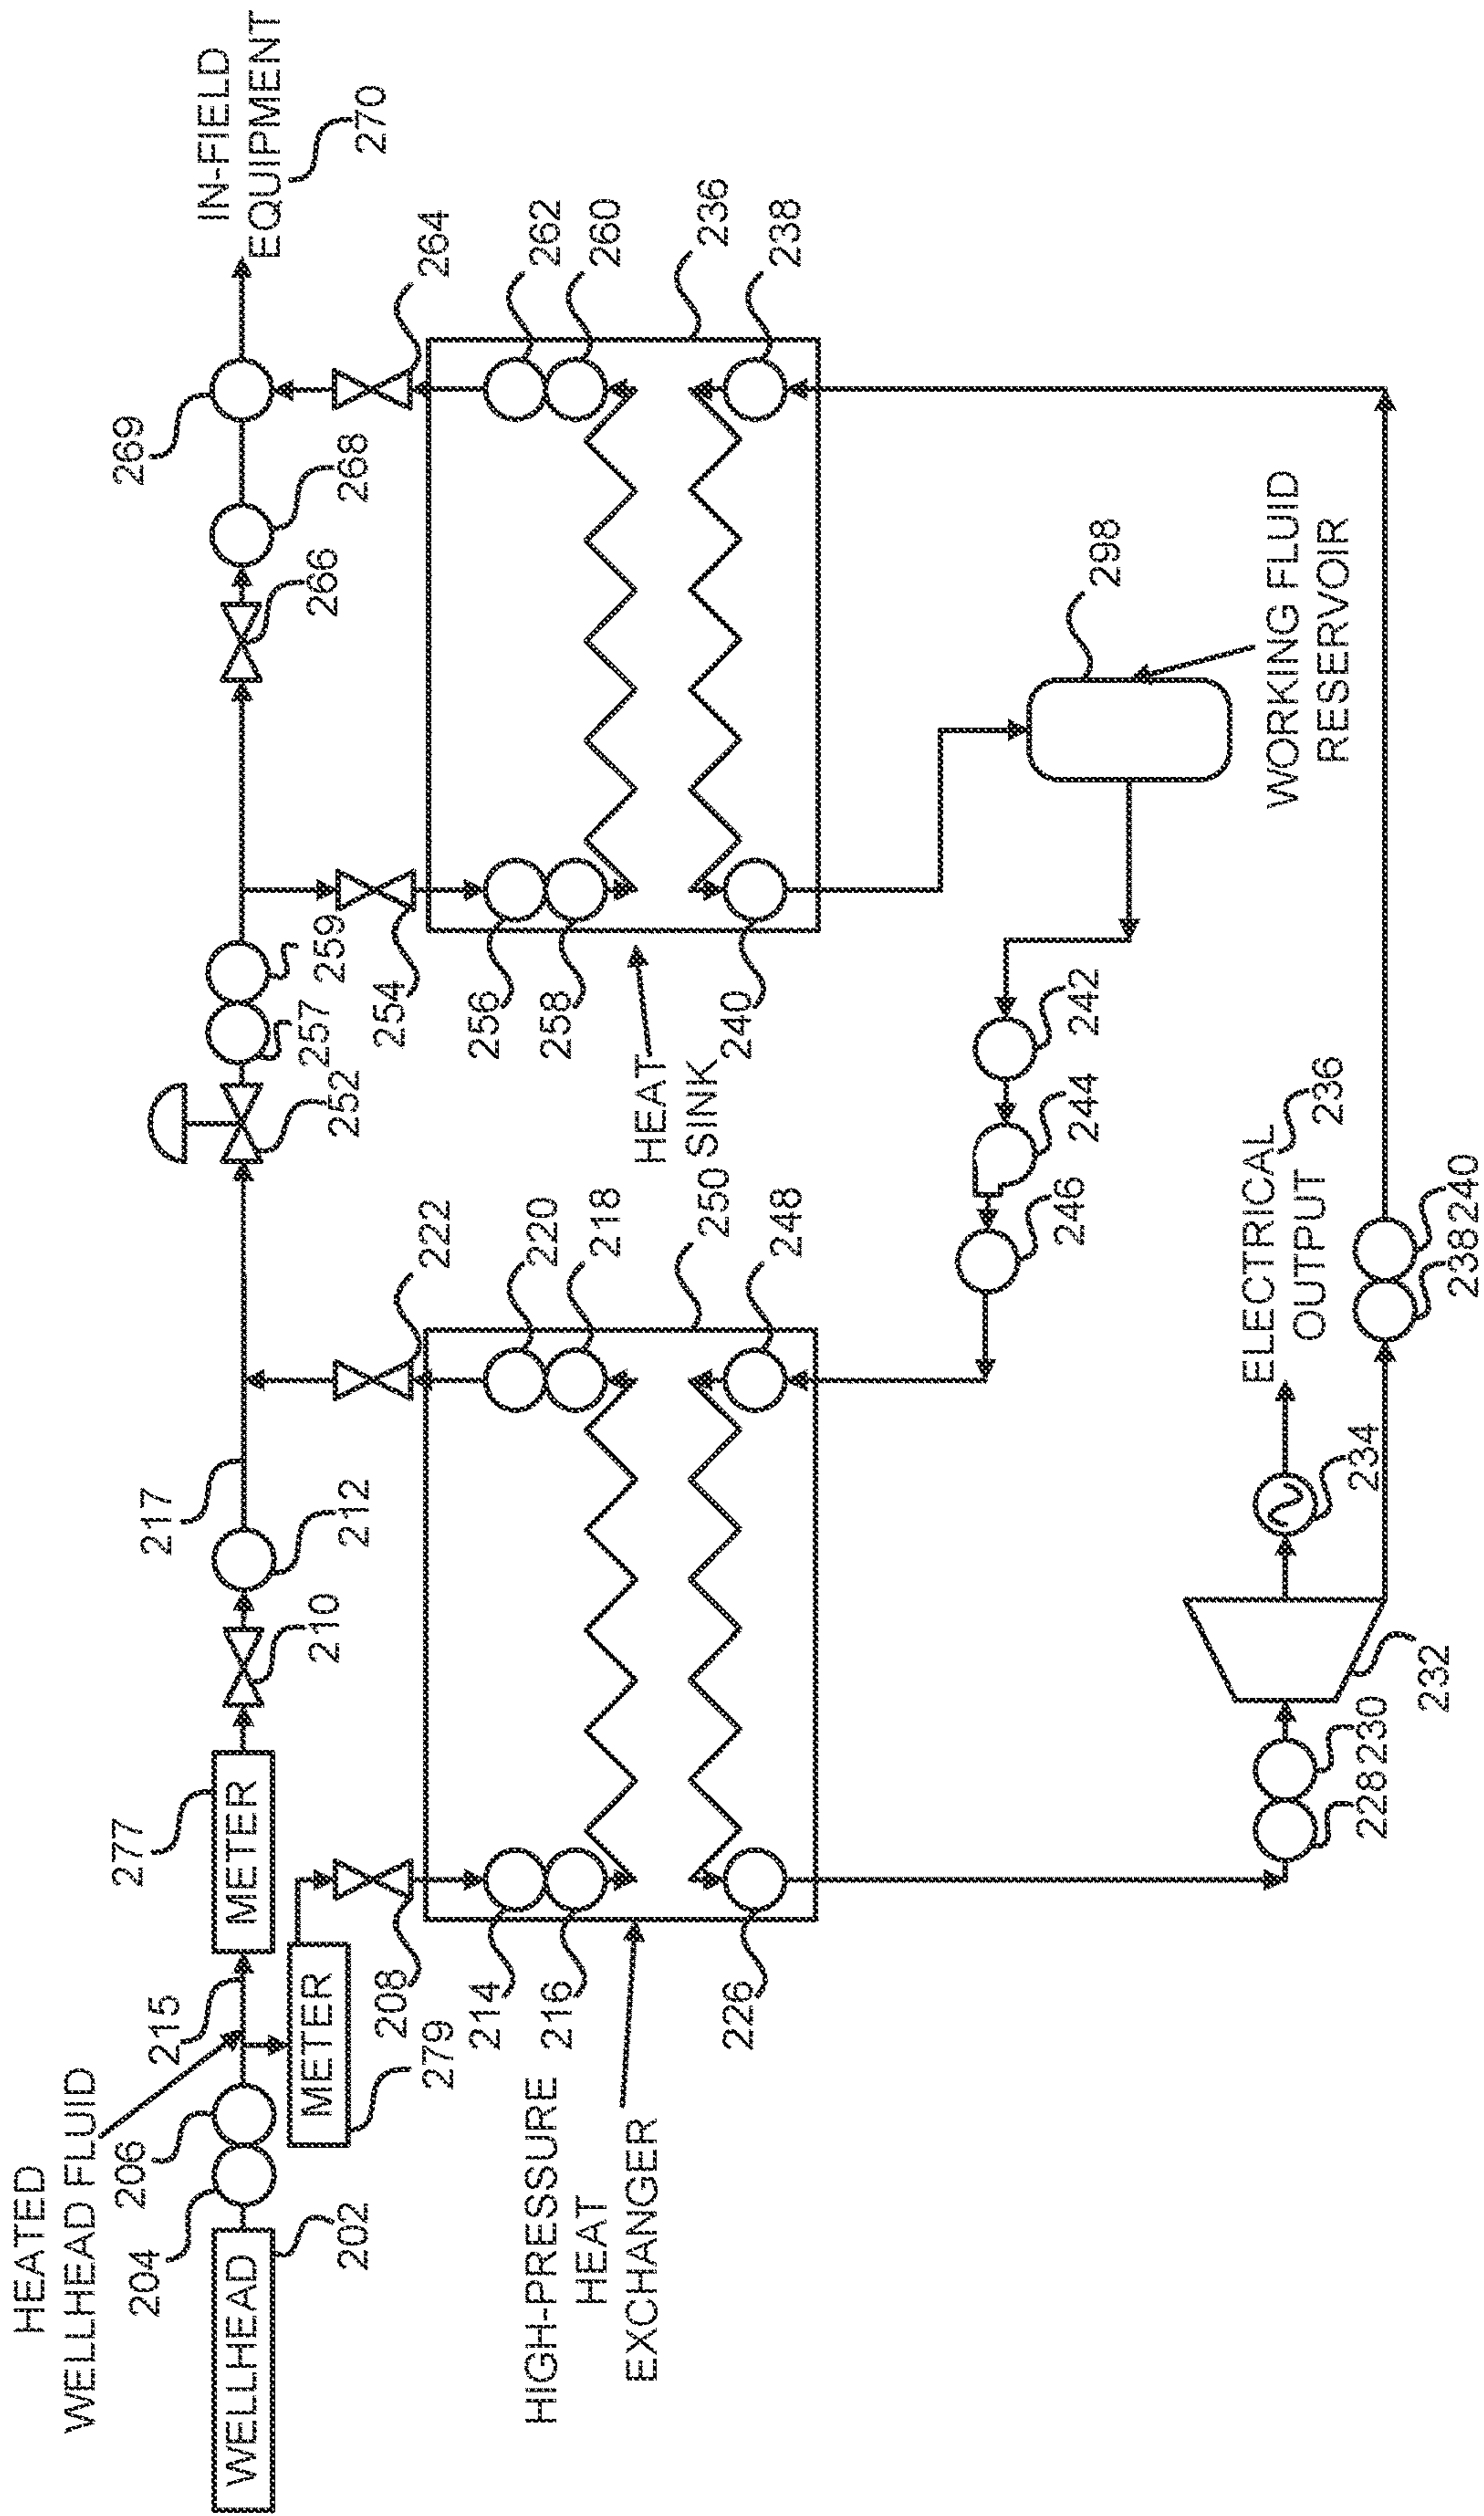 HEATED
WELLHEAD FLUID
204
206
215
277
217
269
WELLHEAD
202
METER
METER
279
210
212
252
257
259
266
268
IN-FIELD
EQUIPMENT
270
208
222
254
264
HIGH-PRESSURE
HEAT
EXCHANGER
214
216
226
220
218
250
248
HEAT
SINK
256
258
240
262
260
236
238
246
244
242
298
WORKING FLUID
RESERVOIR
228
230
232
234
ELECTRICAL
OUTPUT
236
238
240